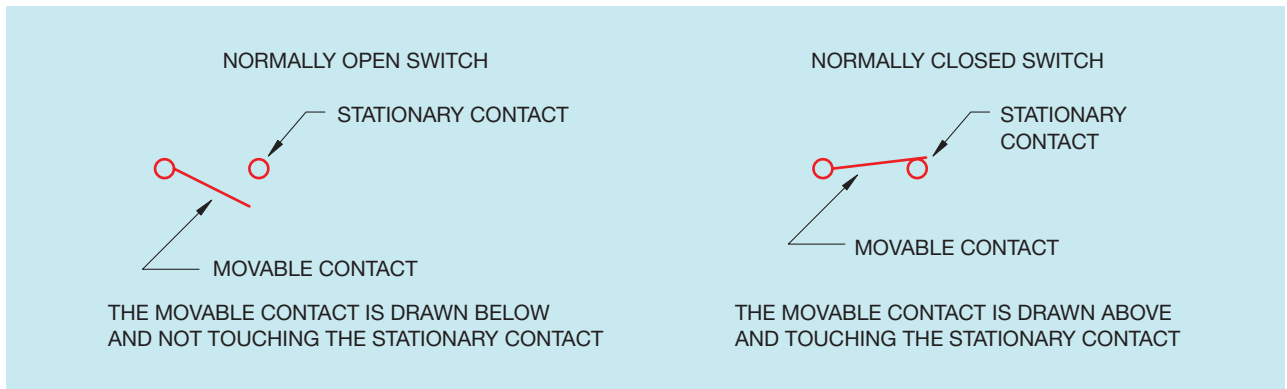 NORMALLY OPEN SWITCH
STATIONARY CONTACT
MOVABLE CONTACT
THE MOVABLE CONTACT IS DRAWN BELOW
AND NOT TOUCHING THE STATIONARY CONTACT
NORMALLY CLOSED SWITCH
STATIONARY
CONTACT
MOVABLE CONTACT
THE MOVABLE CONTACT IS DRAWN ABOVE
AND TOUCHING THE STATIONARY CONTACT